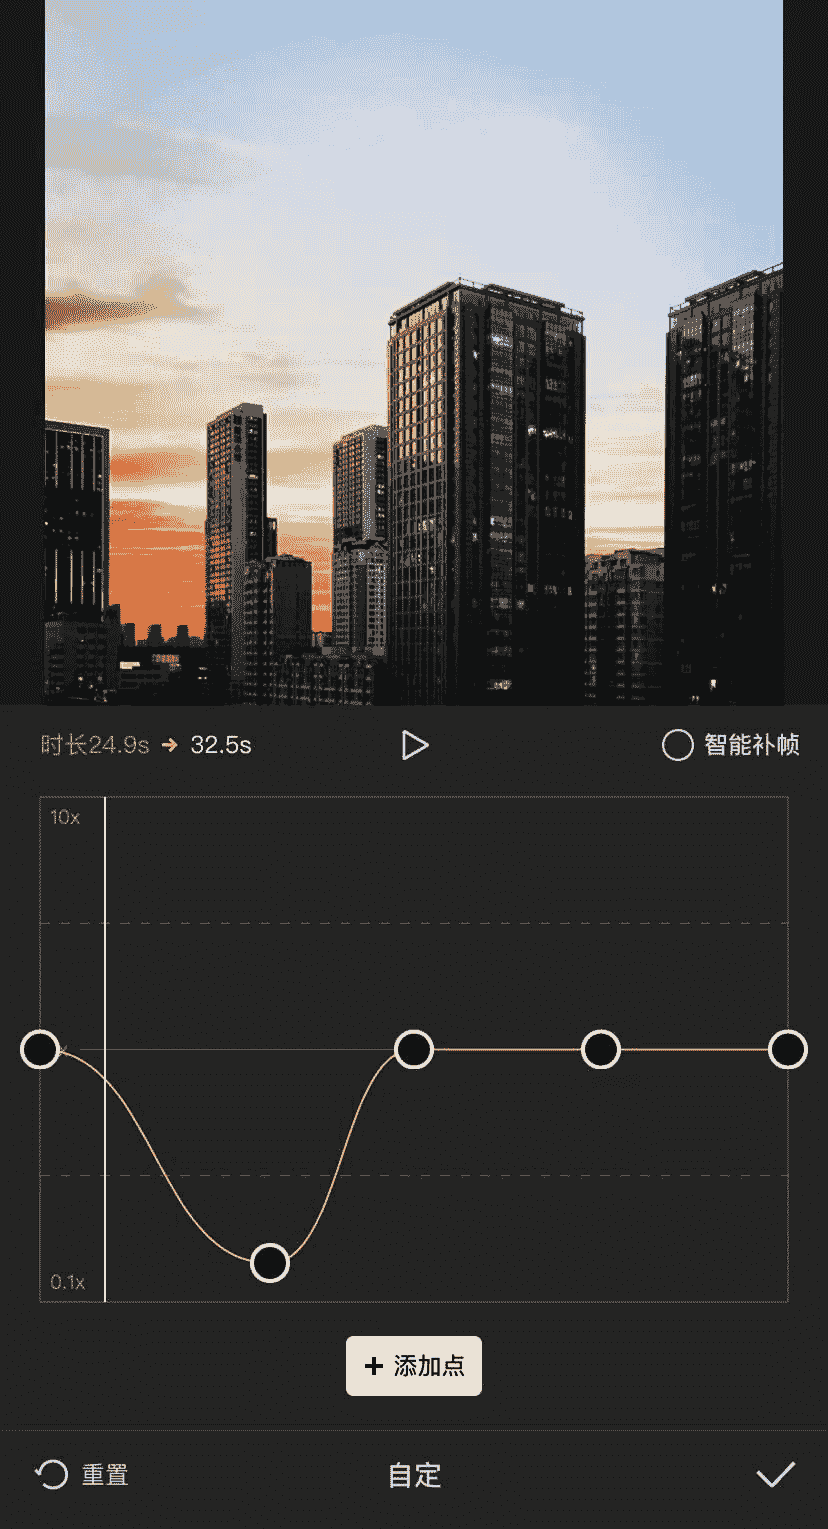 时长24.9s → 32.5s
智能补帧
10x
0.1x
+ 添加点
重置
自定